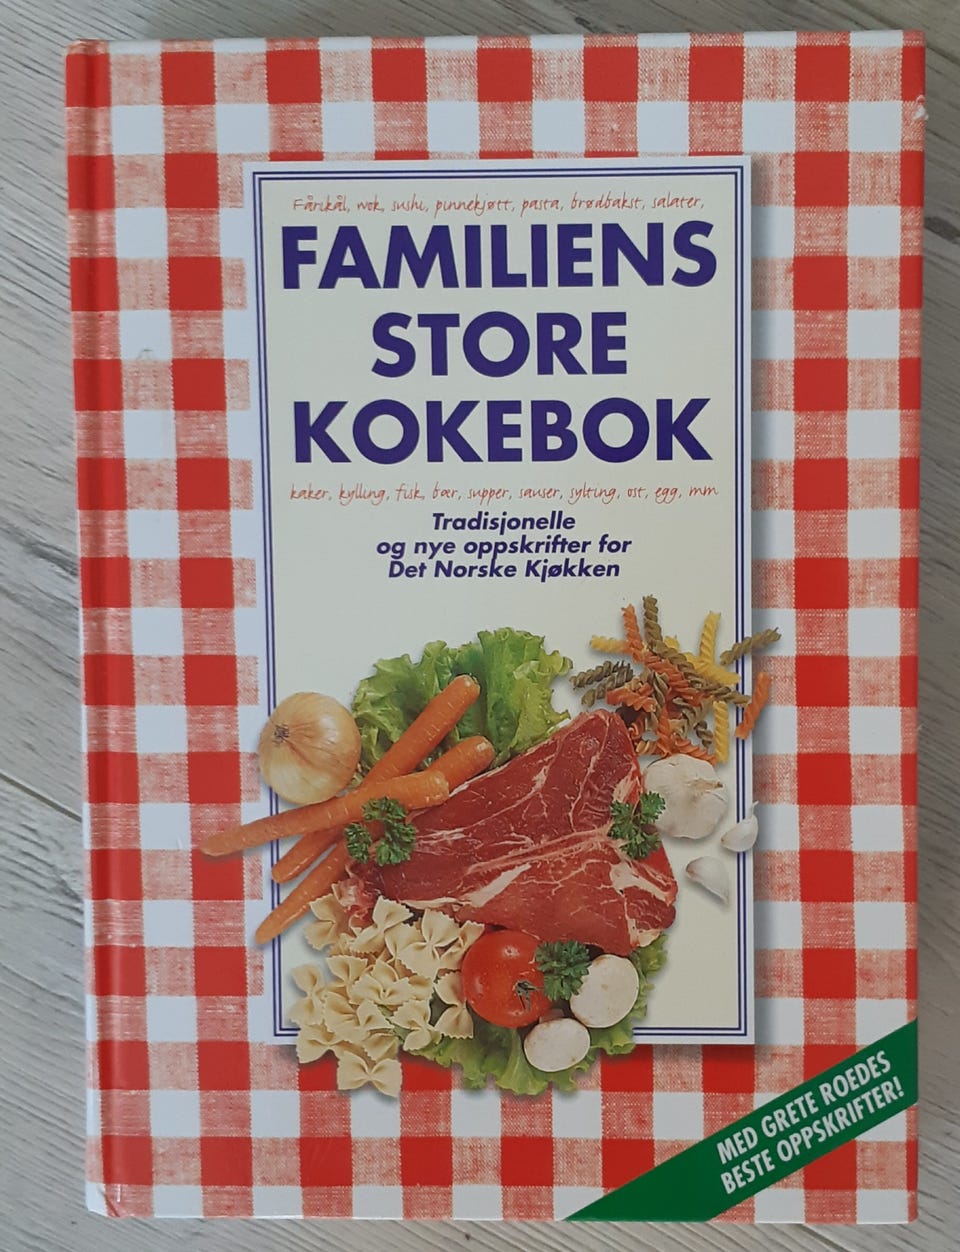 Fårikål, wok, sushi, pinnekjøtt, pasta, brødbakst, salater,
FAMILIENS
STORE
KOKEBOK
kaker, kylling, fisk, bær, supper, sauser, sylting, ost, egg, mm
Tradisjonelle
og nye oppskrifter for
Det Norske Kjøkken
MED GRETE ROEDES
BESTE OPPSKRIFTER!